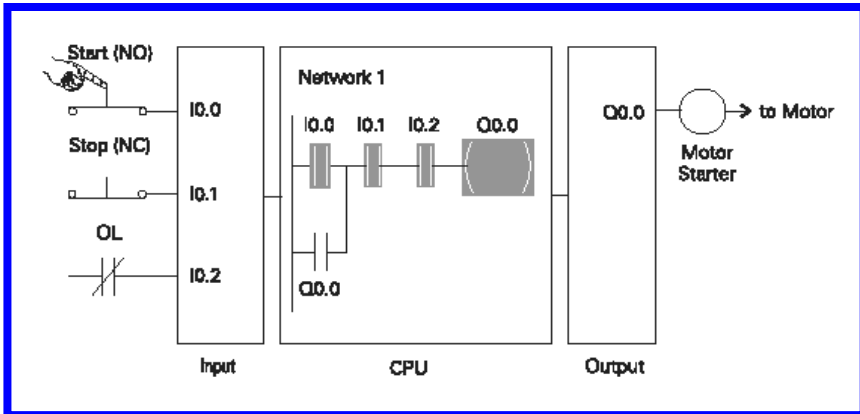 Start (NO)
I0.0
Stop (NC)
I0.1
OL
I0.2
Input
Network 1
I0.0 I0.1 I0.2 Q0.0
Q0.0
CPU
Q0.0
to Motor
Motor
Starter
Output